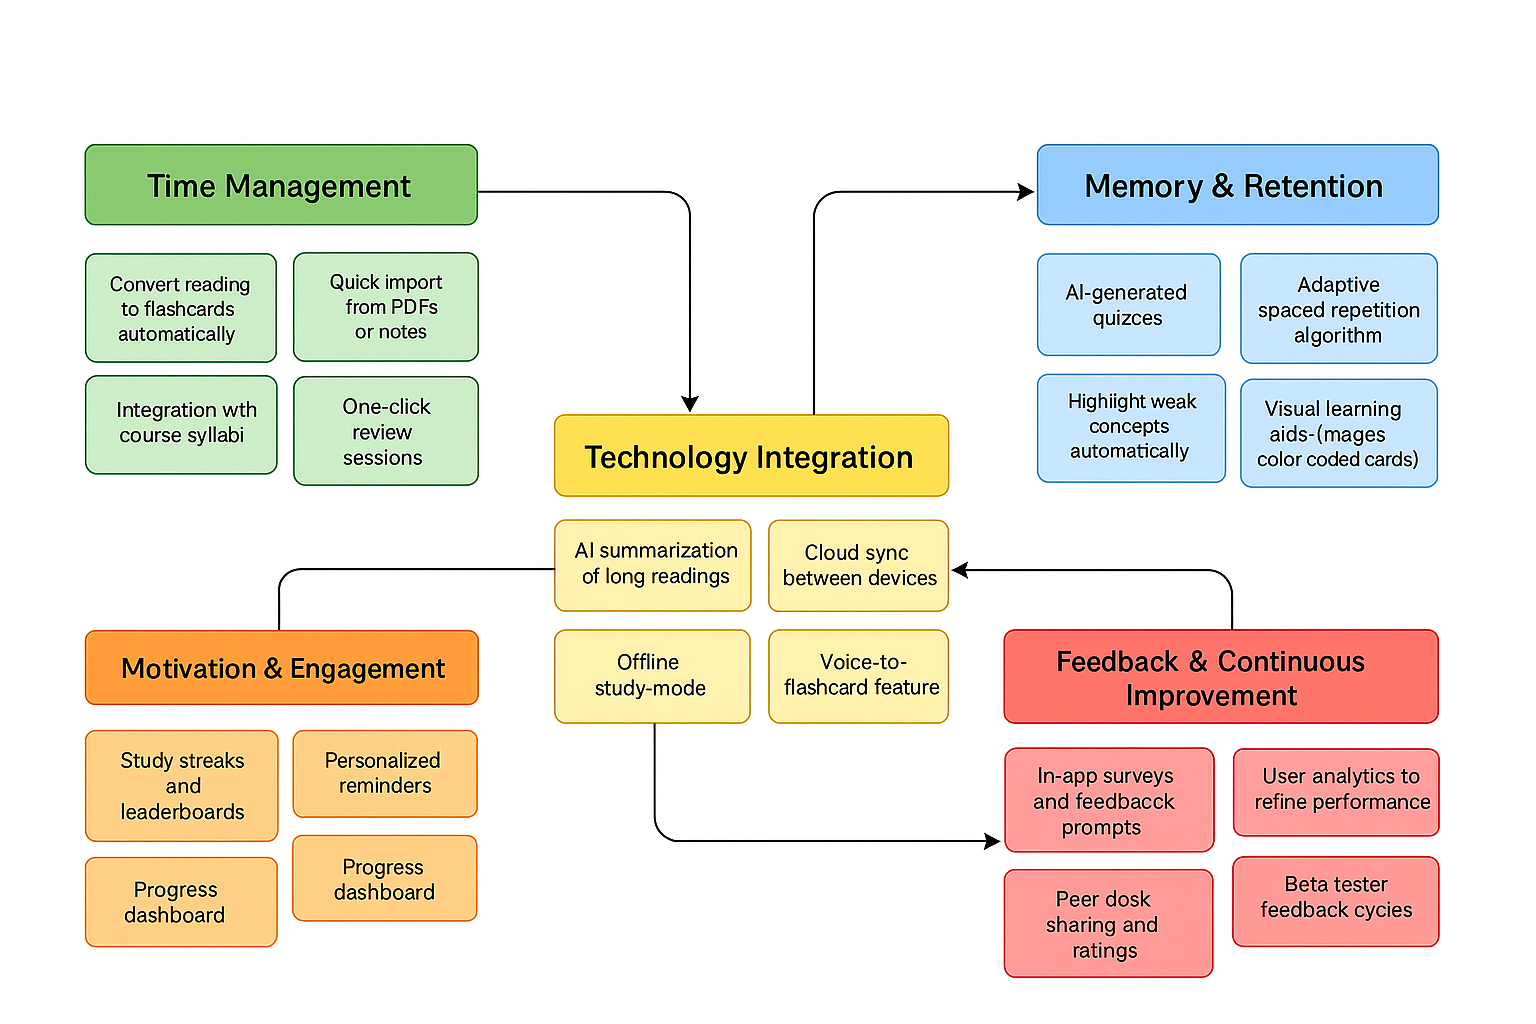 Time Management
Convert reading
to flashcards
automatically
Quick import
from PDFs
or notes
Integration wth
course syllabi
One-click
review
sessions
Memory & Retention
AI-generated
quizces
Adaptive
spaced repetition
algorithm
Highiight weak
concepts
automatically
Visual learning
aids-(mages
color coded cards)
Technology Integration
AI summarization
of long readings
Cloud sync
between devices
Offline
study-mode
Voice-to-
flashcard feature
Motivation & Engagement
Study streaks
and
leaderboards
Personalized
reminders
Progress
dashboard
Progress
dashboard
Feedback & Continuous
Improvement
In-app surveys
and feedbacck
prompts
User analytics to
refine performance
Peer dosk
sharing and
ratings
Beta tester
feedback cycies